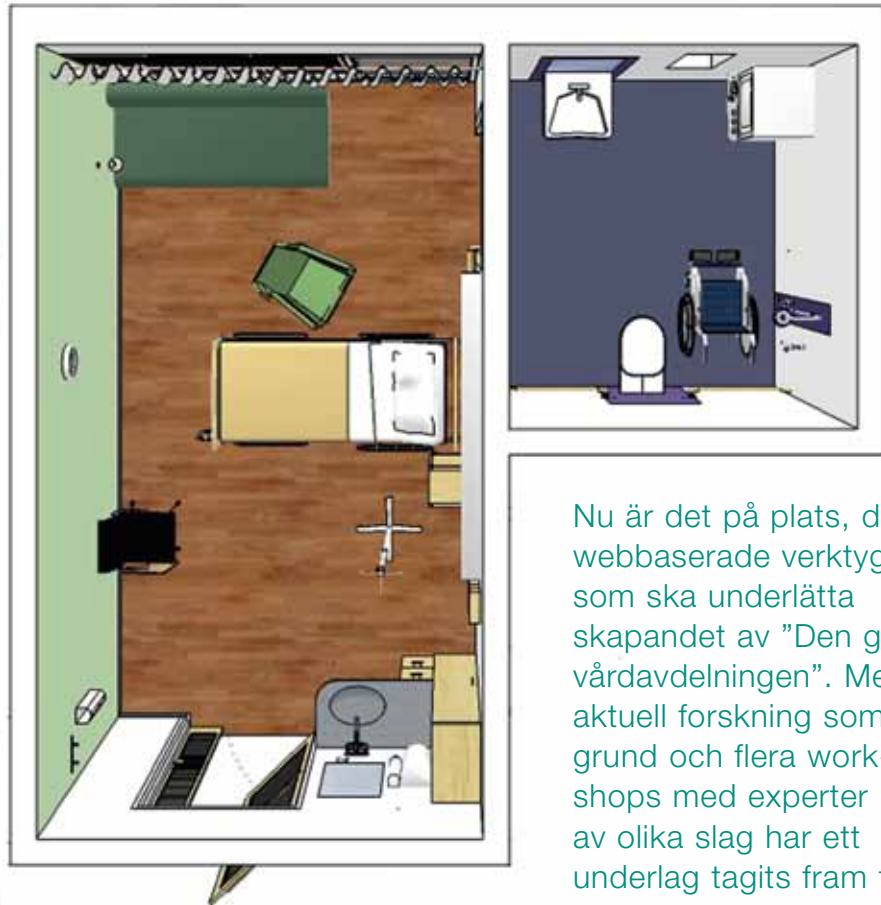 Nu är det på plats, d
webbaserade verktyg
som ska underlätta
skapandet av ”Den g
vårdavdelningen”. Me
aktuell forskning som
grund och flera work
shops med experter
av olika slag har ett
underlag tagits fram